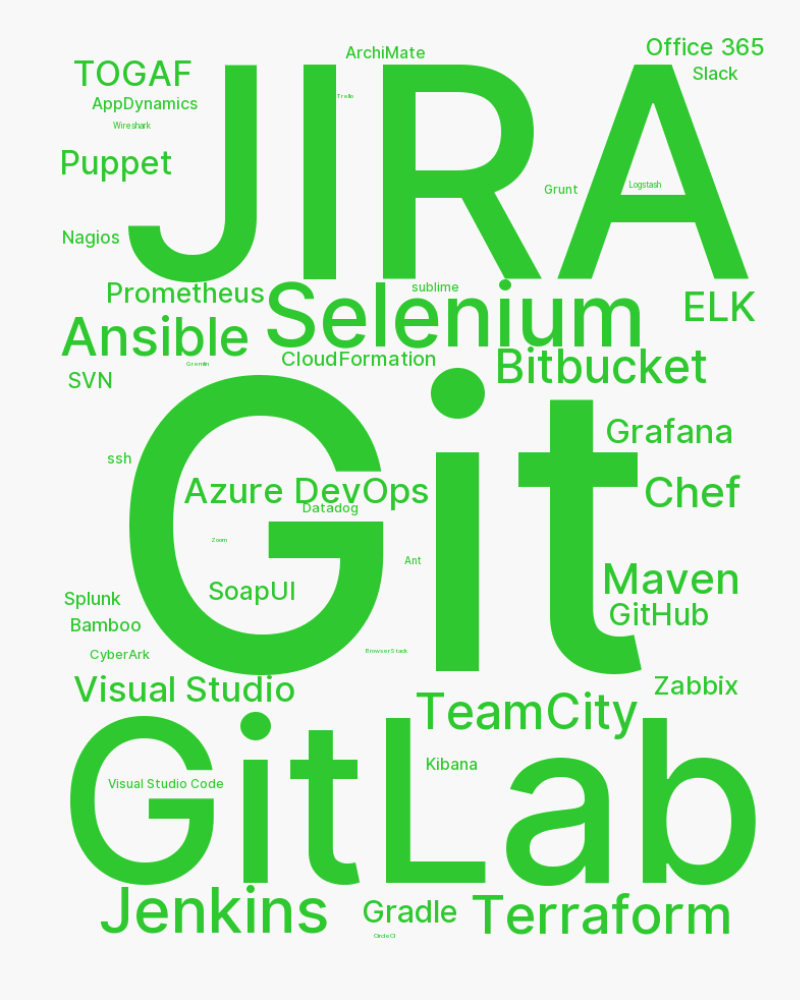 Office 365
ArchiMate
TOGAF
Slack
JIRA
Trello
AppDynamics
Wireshark
Puppet
Logstash
Grunt
Nagios
sublime
Prometheus
Selenium
ELK
Ansible
CloudFormation
Gremlin
Bitbucket
SVN
Git
Grafana
ssh
Azure DevOps
Chef
Datadog
Zoom
Ant
Maven
SoapUI
Splunk
GitHub
Bamboo
BrowserStack
CyberArk
Visual Studio
Zabbix
TeamCity
GitLab
Kibana
Visual Studio Code
Jenkins
Gradle
Terraform
CircleCI